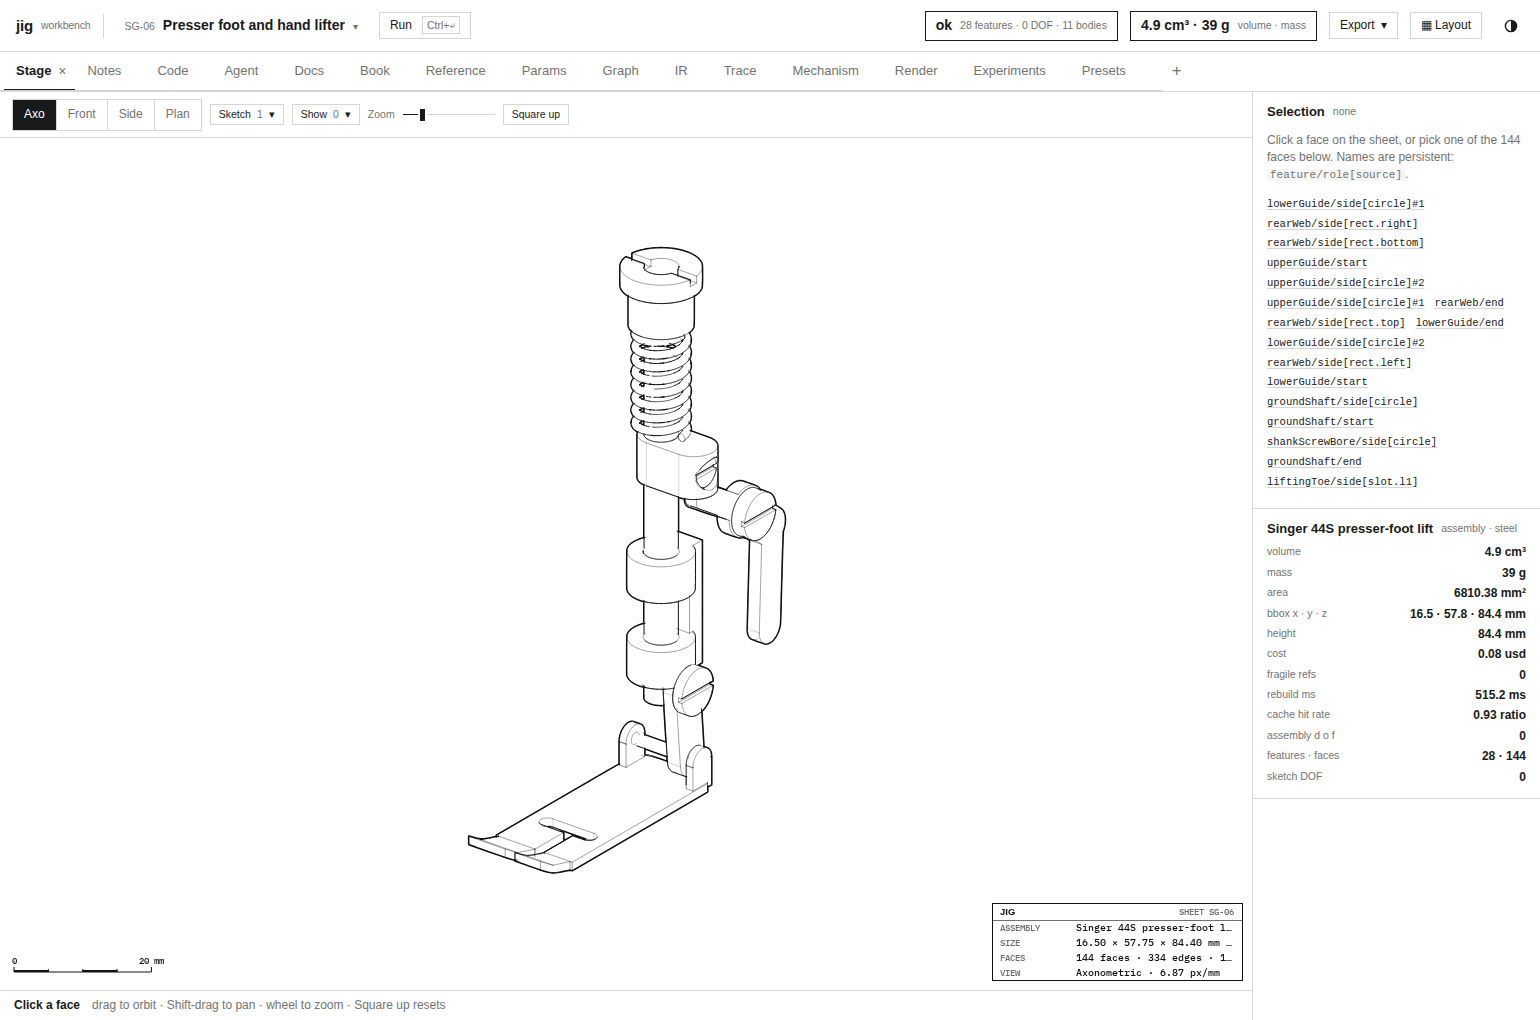 jig workbench SG-06 Presser foot and hand lifter ▾ Run Ctrl+↵ ok 28 features · 0 DOF · 11 bodies 4.9 cm³ · 39 g volume · mass Export ▾ ▦ Layout
Stage × Notes Code Agent Docs Book Reference Params Graph IR Trace Mechanism Render Experiments Presets +
Axo Front Side Plan Sketch 1 ▾ Show 0 ▾ Zoom Square up
Selection none
Click a face on the sheet, or pick one of the 144
faces below. Names are persistent:
feature/role[source].
lowerGuide/side[circle]#1
rearWeb/side[rect.right]
rearWeb/side[rect.bottom]
upperGuide/start
upperGuide/side[circle]#2
upperGuide/side[circle]#1 rearWeb/end
rearWeb/side[rect.top] lowerGuide/end
lowerGuide/side[circle]#2
rearWeb/side[rect.left]
lowerGuide/start
groundShaft/side[circle]
groundShaft/start
shankScrewBore/side[circle]
groundShaft/end
liftingToe/side[slot.l1]
Singer 44S presser-foot lift assembly · steel
volume 4.9 cm³
mass 39 g
area 6810.38 mm²
bbox x · y · z 16.5 · 57.8 · 84.4 mm
height 84.4 mm
cost 0.08 usd
fragile refs 0
rebuild ms 515.2 ms
cache hit rate 0.93 ratio
assembly d o f 0
features · faces 28 · 144
sketch DOF 0
JIG SHEET SG-06
ASSEMBLY Singer 44S presser-foot l…
SIZE 16.50 × 57.75 × 84.40 mm …
FACES 144 faces · 334 edges · 1…
VIEW Axonometric · 6.87 px/mm
0 20 mm
Click a face drag to orbit · Shift-drag to pan · wheel to zoom · Square up resets